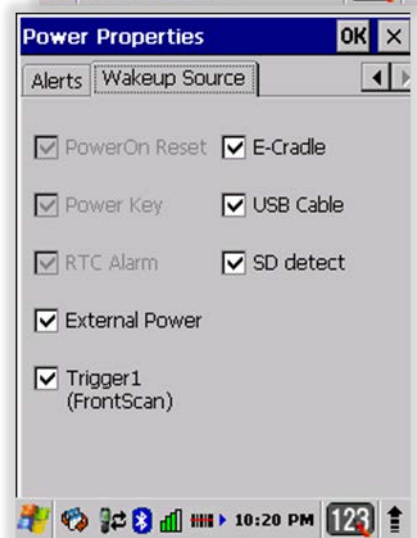 Power Properties OK ×
Alerts Wakeup Source
PowerOn Reset E-Cradle
Power Key USB Cable
RTC Alarm SD detect
External Power
Trigger1
(FrontScan)
10:20 PM 123